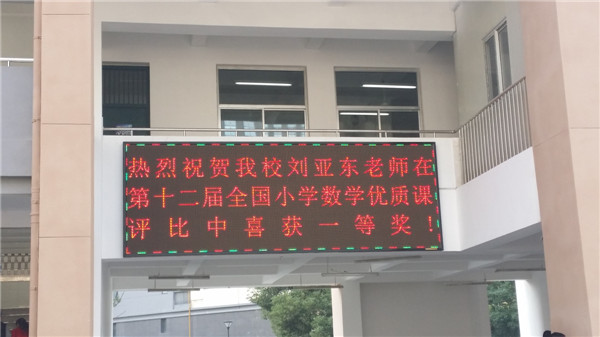 热烈祝贺我校刘亚东老师在
第十二届全国小学数学优质课
评比中喜获一等奖！